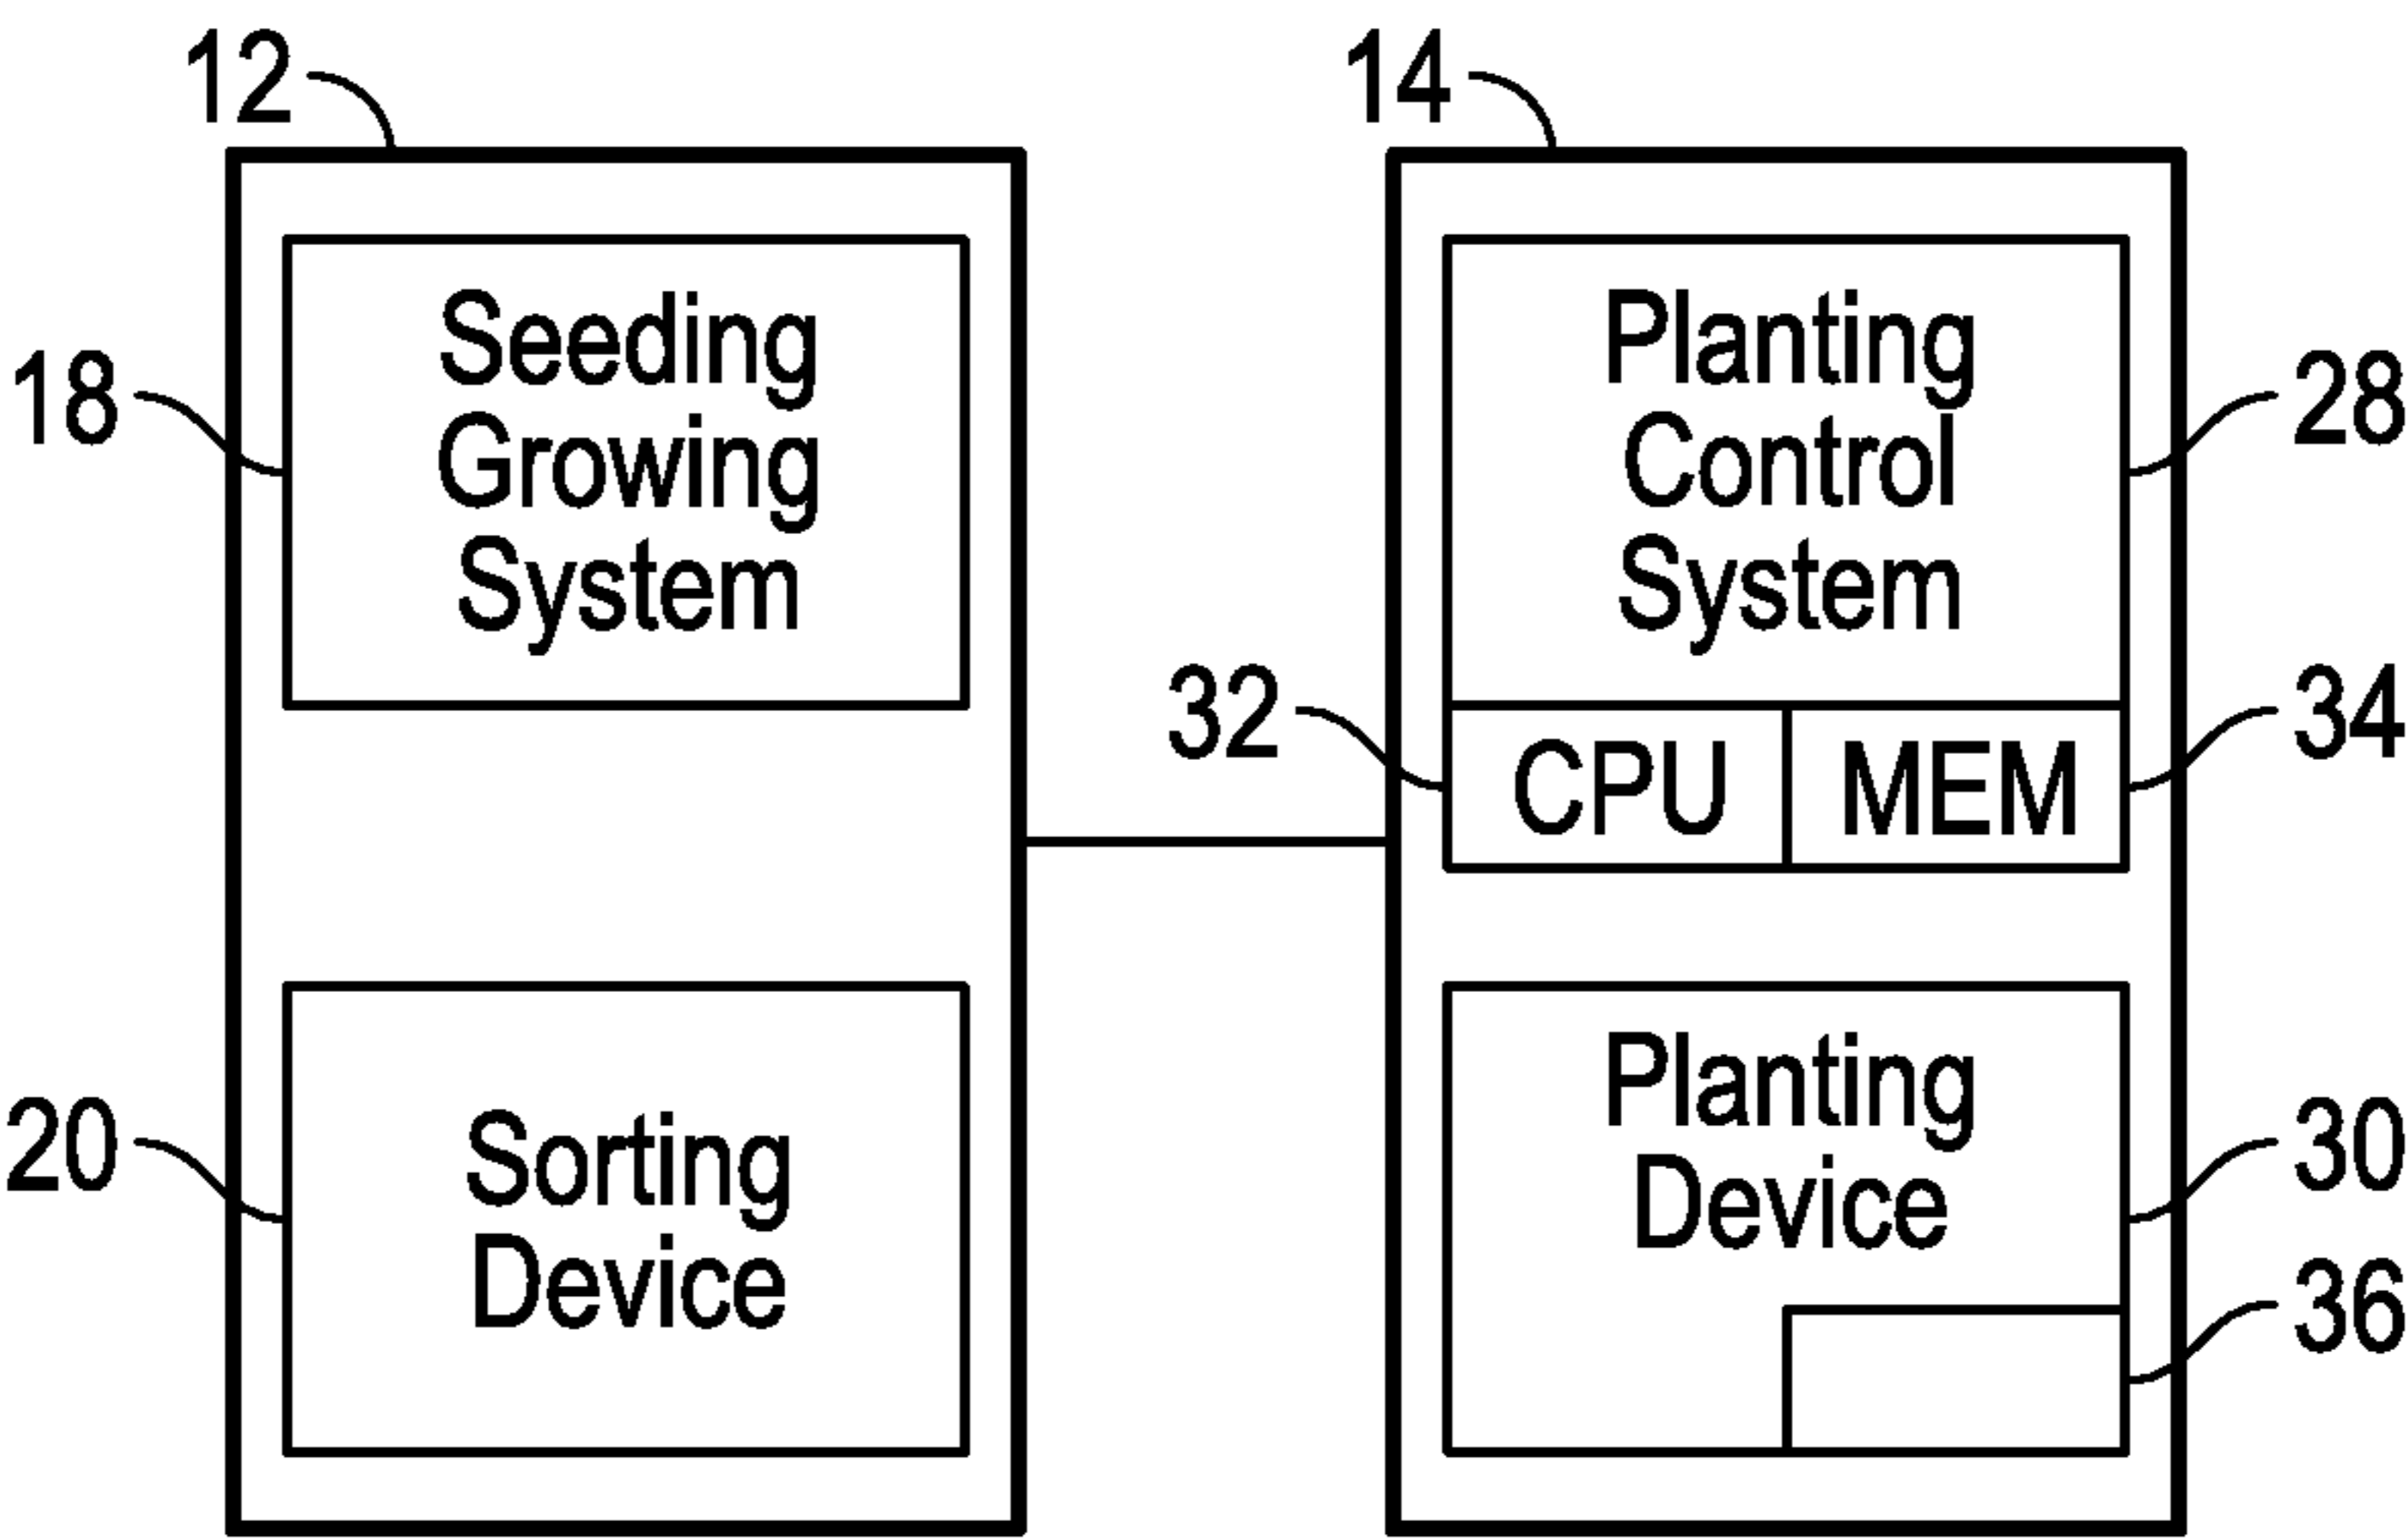 12
14
18
Seeding
Growing
System
20
Sorting
Device
Planting
Control
System
28
32
CPU
MEM
34
Planting
Device
30
36